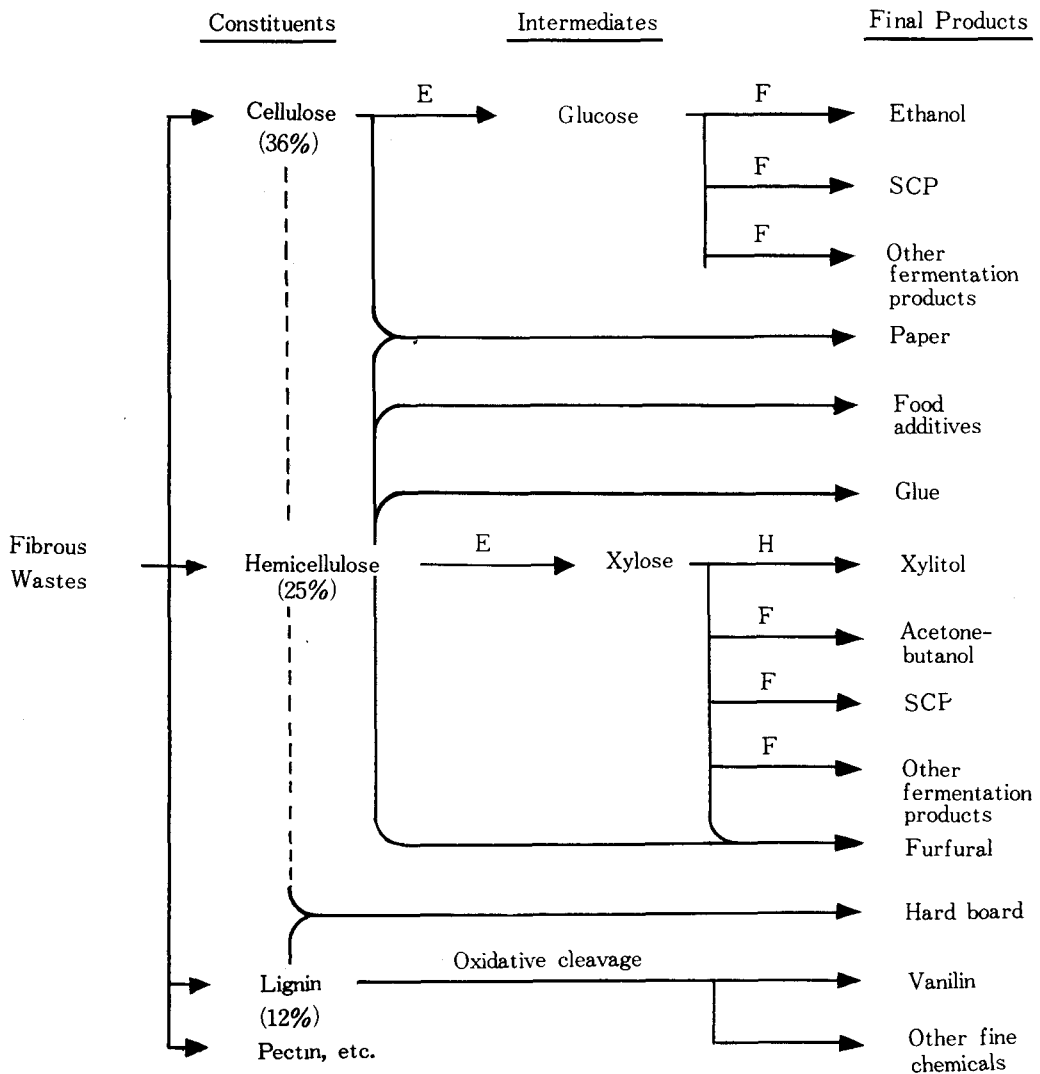 Constituents
Intermediates
Final Products
Cellulose
(36%)
E
Glucose
F
Ethanol
F
SCP
F
Other
fermentation
products
Paper
Food
additives
Glue
Fibrous
Wastes
Hemicellulose
(25%)
E
Xylose
H
Xylitol
F
Acetone-
butanol
F
SCP
F
Other
fermentation
products
Furfural
Hard board
Lignin
(12%)
Oxidative cleavage
Vanilin
Pectin, etc.
Other fine
chemicals